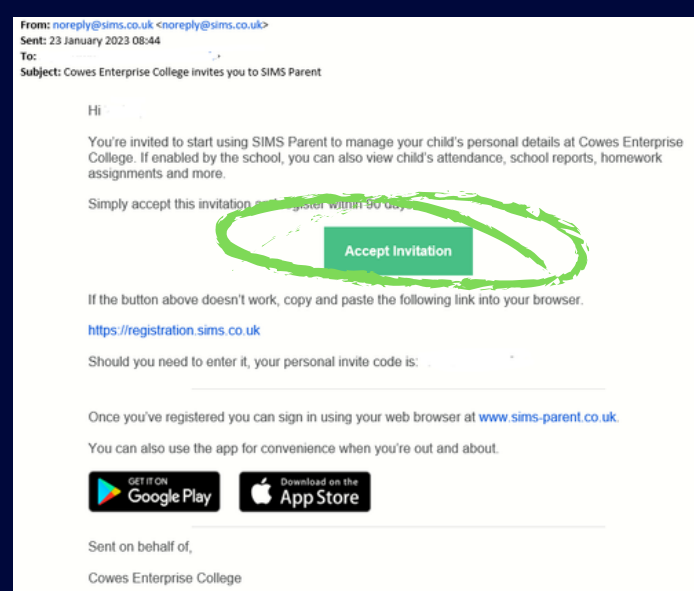 From: noreply@sims.co.uk <noreply@sims.co.uk>
Sent: 23 January 2023 08:44
To:
Subject: Cowes Enterprise College invites you to SIMS Parent
Hi
You're invited to start using SIMS Parent to manage your child's personal details at Cowes Enterprise
College. If enabled by the school, you can also view child's attendance, school reports, homework
assignments and more.
Simply accept this invitation and register within 90 days
Accept Invitation
If the button above doesn't work, copy and paste the following link into your browser.
https://registration.sims.co.uk
Should you need to enter it, your personal invite code is:
Once you've registered you can sign in using your web browser at www.sims-parent.co.uk.
You can also use the app for convenience when you're out and about.
GET IT ON
Google Play
Download on the
App Store
Sent on behalf of,
Cowes Enterprise College